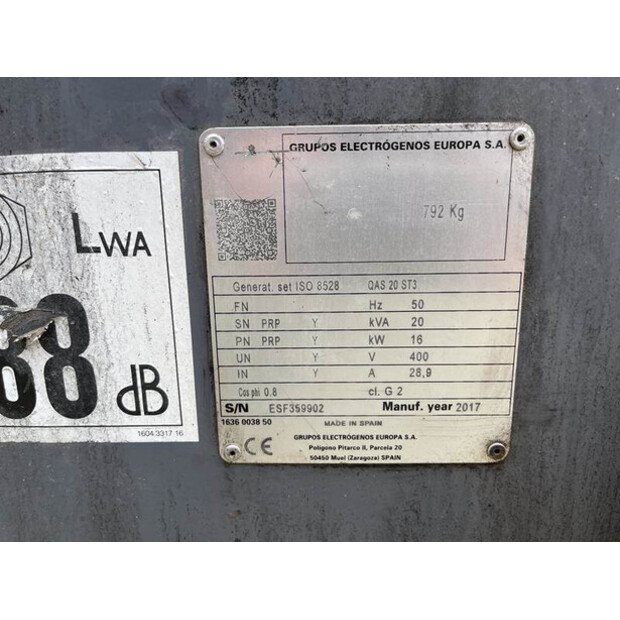 LWA
88
dB
1604 3317 16
GRUPOS ELECTRÓGENOS EUROPA S.A.
792 Kg
Generat. set ISO 8528 QAS 20 ST3
FN Hz 50
SN PRP Y kVA 20
PN PRP Y kW 16
UN Y V 400
IN Y A 28,9
Cos phi 0.8 cl. G 2
S/N ESF359902 Manuf. year 2017
1636 0038 50 MADE IN SPAIN
GRUPOS ELECTRÓGENOS EUROPA S.A.
Polígono Pitarco II, Parcela 20
50450 Muel (Zaragoza) SPAIN
CE